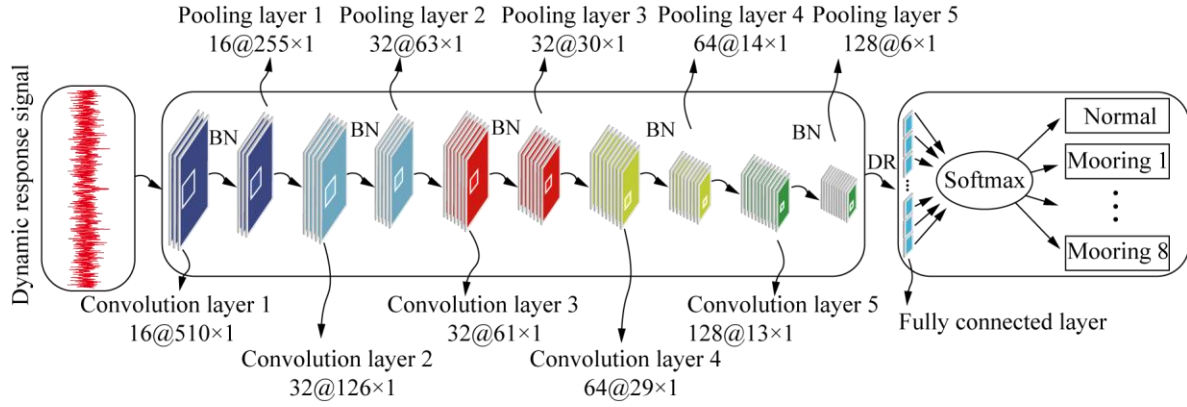 Pooling layer 1
16@255×1
Pooling layer 2
32@63×1
Pooling layer 3
32@30×1
Pooling layer 4
64@14×1
Pooling layer 5
128@6×1
Dynamic response signal
BN
BN
BN
BN
BN
DR
Softmax
Normal
Mooring 1
Mooring 8
Convolution layer 1
16@510×1
Convolution layer 2
32@126×1
Convolution layer 3
32@61×1
Convolution layer 4
64@29×1
Convolution layer 5
128@13×1
Fully connected layer